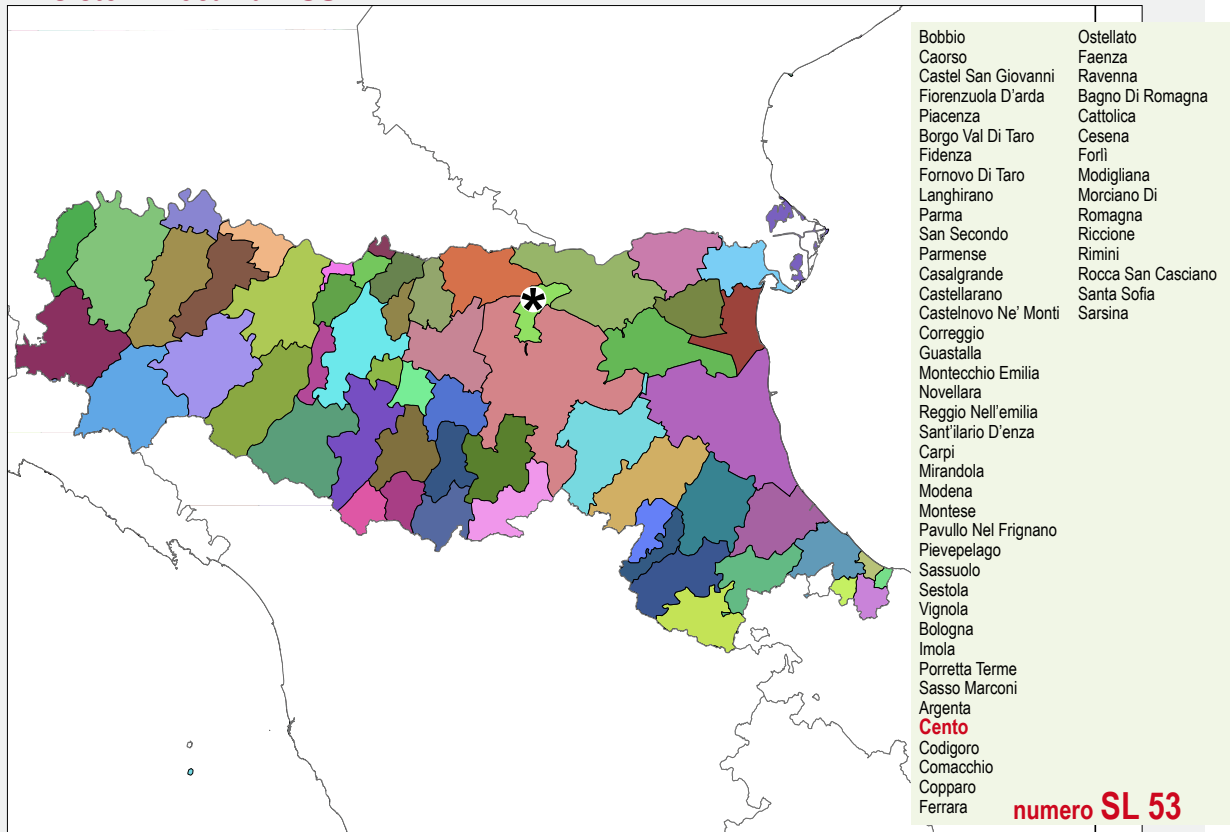 Bobbio
Caorso
Castel San Giovanni
Fiorenzuola D'arda
Piacenza
Borgo Val Di Taro
Fidenza
Fornovo Di Taro
Langhirano
Parma
San Secondo
Parmense
Casalgrande
Castellarano
Castelnovo Ne' Monti
Correggio
Guastalla
Montecchio Emilia
Novellara
Reggio Nell'emilia
Sant'ilario D'enza
Carpi
Mirandola
Modena
Montese
Pavullo Nel Frignano
Pievepelago
Sassuolo
Sestola
Vignola
Bologna
Imola
Porretta Terme
Sasso Marconi
Argenta
Cento
Codigoro
Comacchio
Copparo
Ferrara
Ostellato
Faenza
Ravenna
Bagno Di Romagna
Cattolica
Cesena
Forlì
Modigliana
Morciano Di
Romagna
Riccione
Rimini
Rocca San Casciano
Santa Sofia
Sarsina
numero SL 53
*